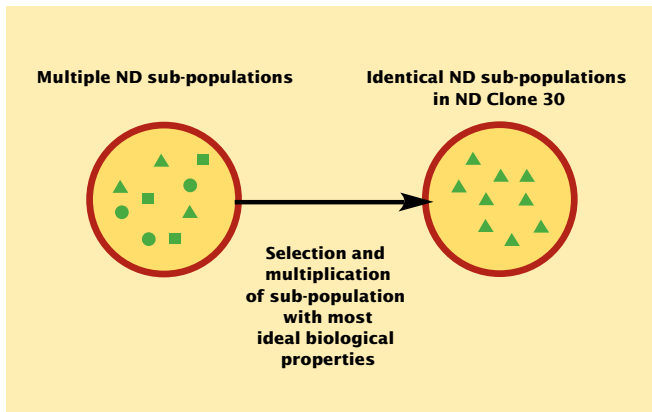 Multiple ND sub-populations
Identical ND sub-populations
in ND Clone 30
Selection and
multiplication
of sub-population
with most
ideal biological
properties